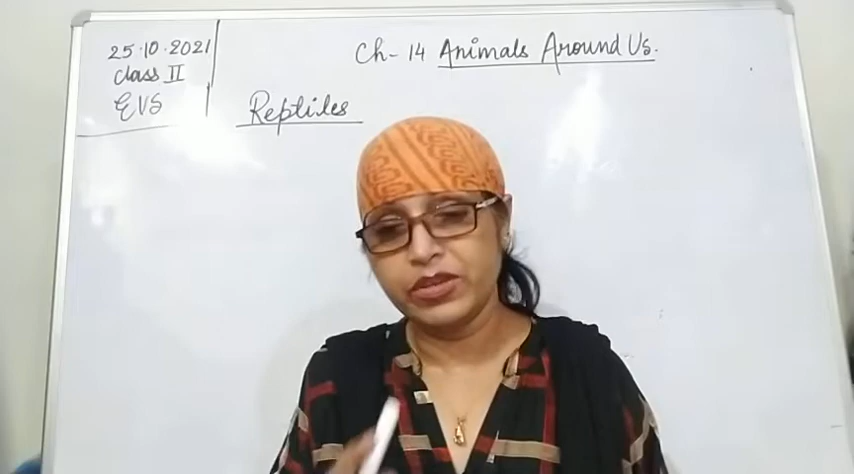 25.10.2021
Class II
EVS
Ch- 14 Animals Around Us.
Reptiles